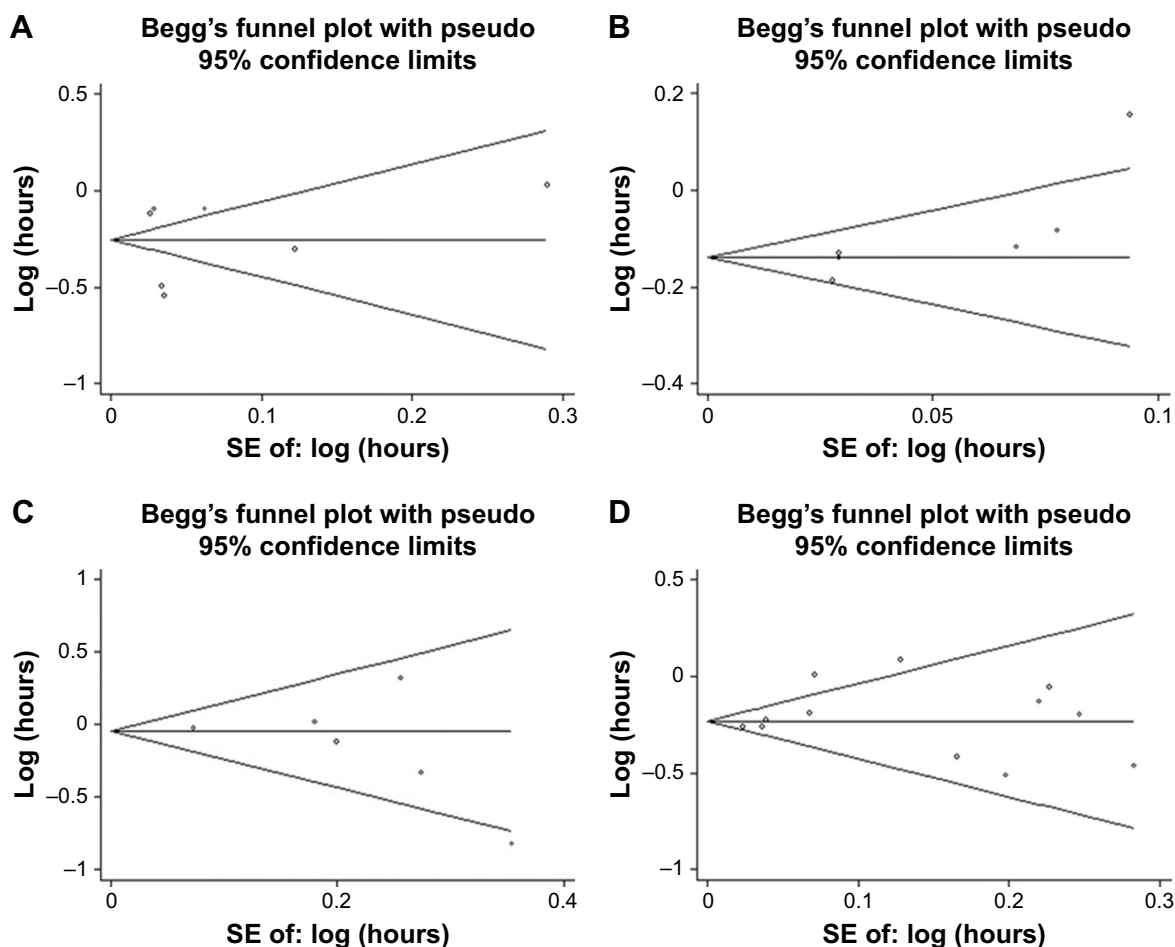 A
Begg’s funnel plot with pseudo
95% confidence limits
Log (hours)
0.5
0
–0.5
–1
0
0.1
0.2
0.3
SE of: log (hours)
B
Begg’s funnel plot with pseudo
95% confidence limits
Log (hours)
0.2
0
–0.2
–0.4
0
0.05
0.1
SE of: log (hours)
C
Begg’s funnel plot with pseudo
95% confidence limits
Log (hours)
1
0.5
0
–0.5
–1
0
0.2
0.4
SE of: log (hours)
D
Begg’s funnel plot with pseudo
95% confidence limits
Log (hours)
0.5
0
–0.5
–1
0
0.1
0.2
0.3
SE of: log (hours)